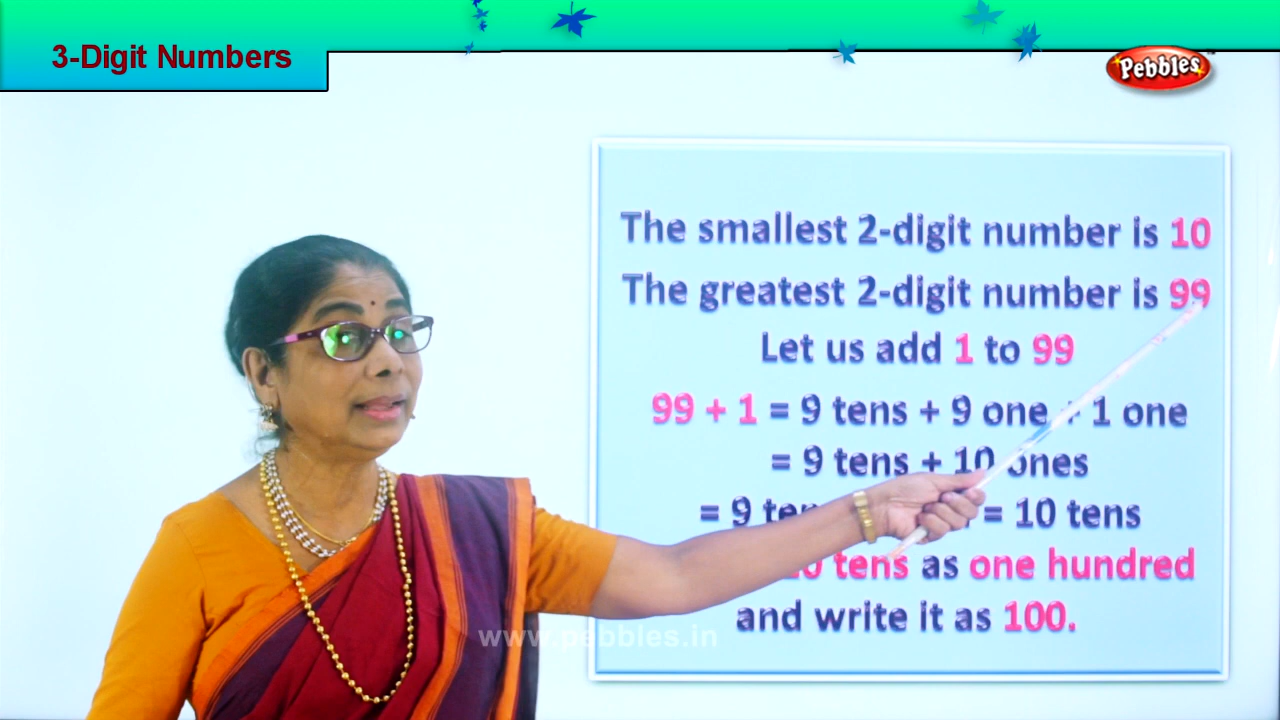 3-Digit Numbers
Pebbles
The smallest 2-digit number is 10
The greatest 2-digit number is 99
Let us add 1 to 99
99 + 1 = 9 tens + 9 one + 1 one
= 9 tens + 10 ones
= 9 = 10 tens
tens as one hundred
and write it as 100.
www.pebbles.in